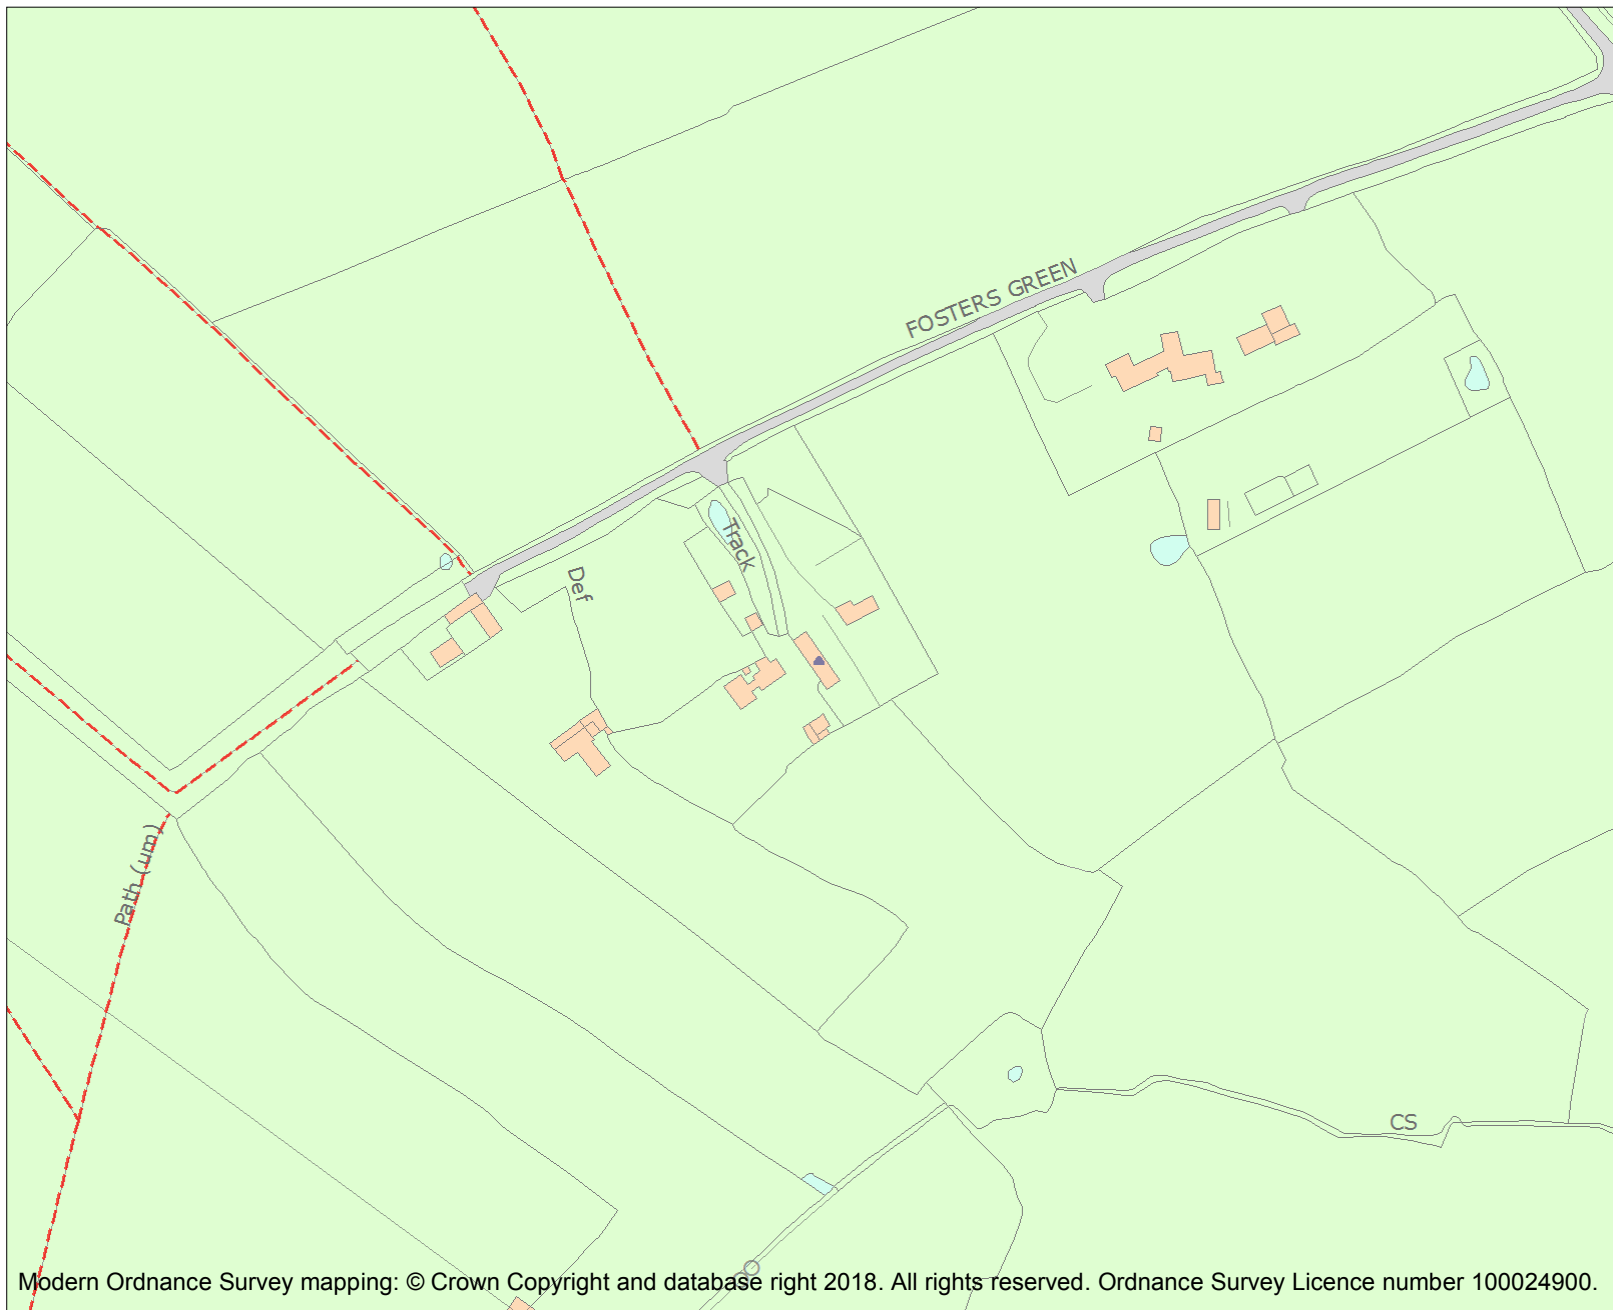 FOSTERS GREEN
Track
Def
Path (um)
CS
Modern Ordnance Survey mapping: © Crown Copyright and database right 2018. All rights reserved. Ordnance Survey Licence number 100024900.